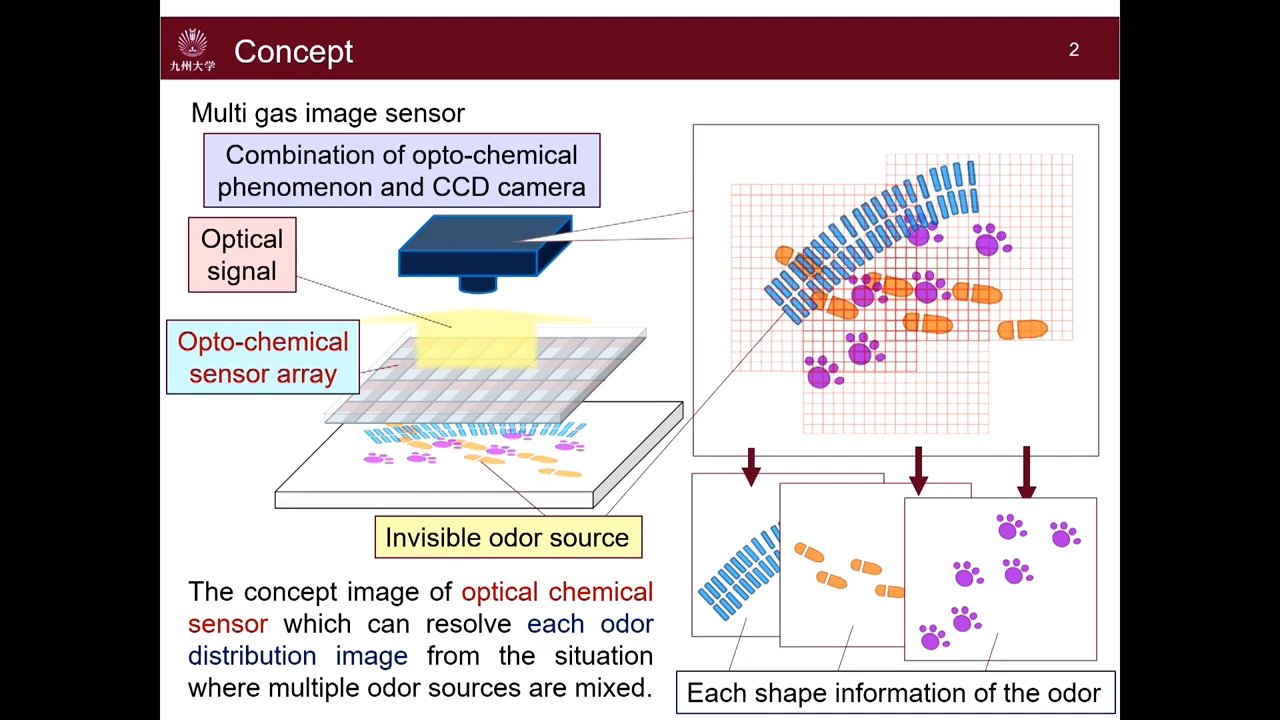 九州大学
Concept
2
Multi gas image sensor
Combination of opto-chemical
phenomenon and CCD camera
Optical
signal
Opto-chemical
sensor array
Invisible odor source
The concept image of optical chemical
sensor which can resolve each odor
distribution image from the situation
where multiple odor sources are mixed.
Each shape information of the odor